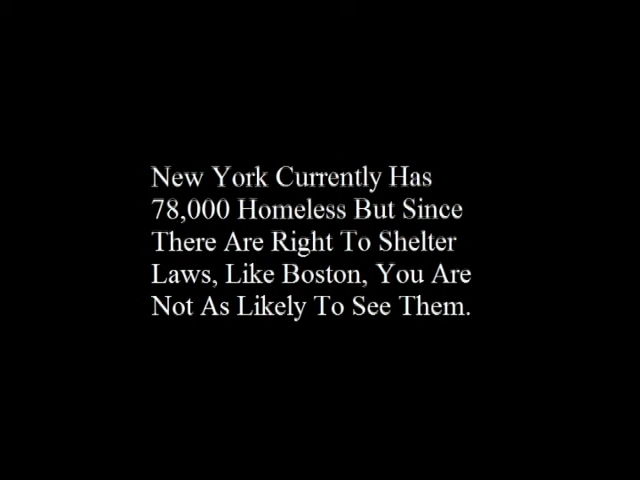 New York Currently Has
78,000 Homeless But Since
There Are Right To Shelter
Laws, Like Boston, You Are
Not As Likely To See Them.